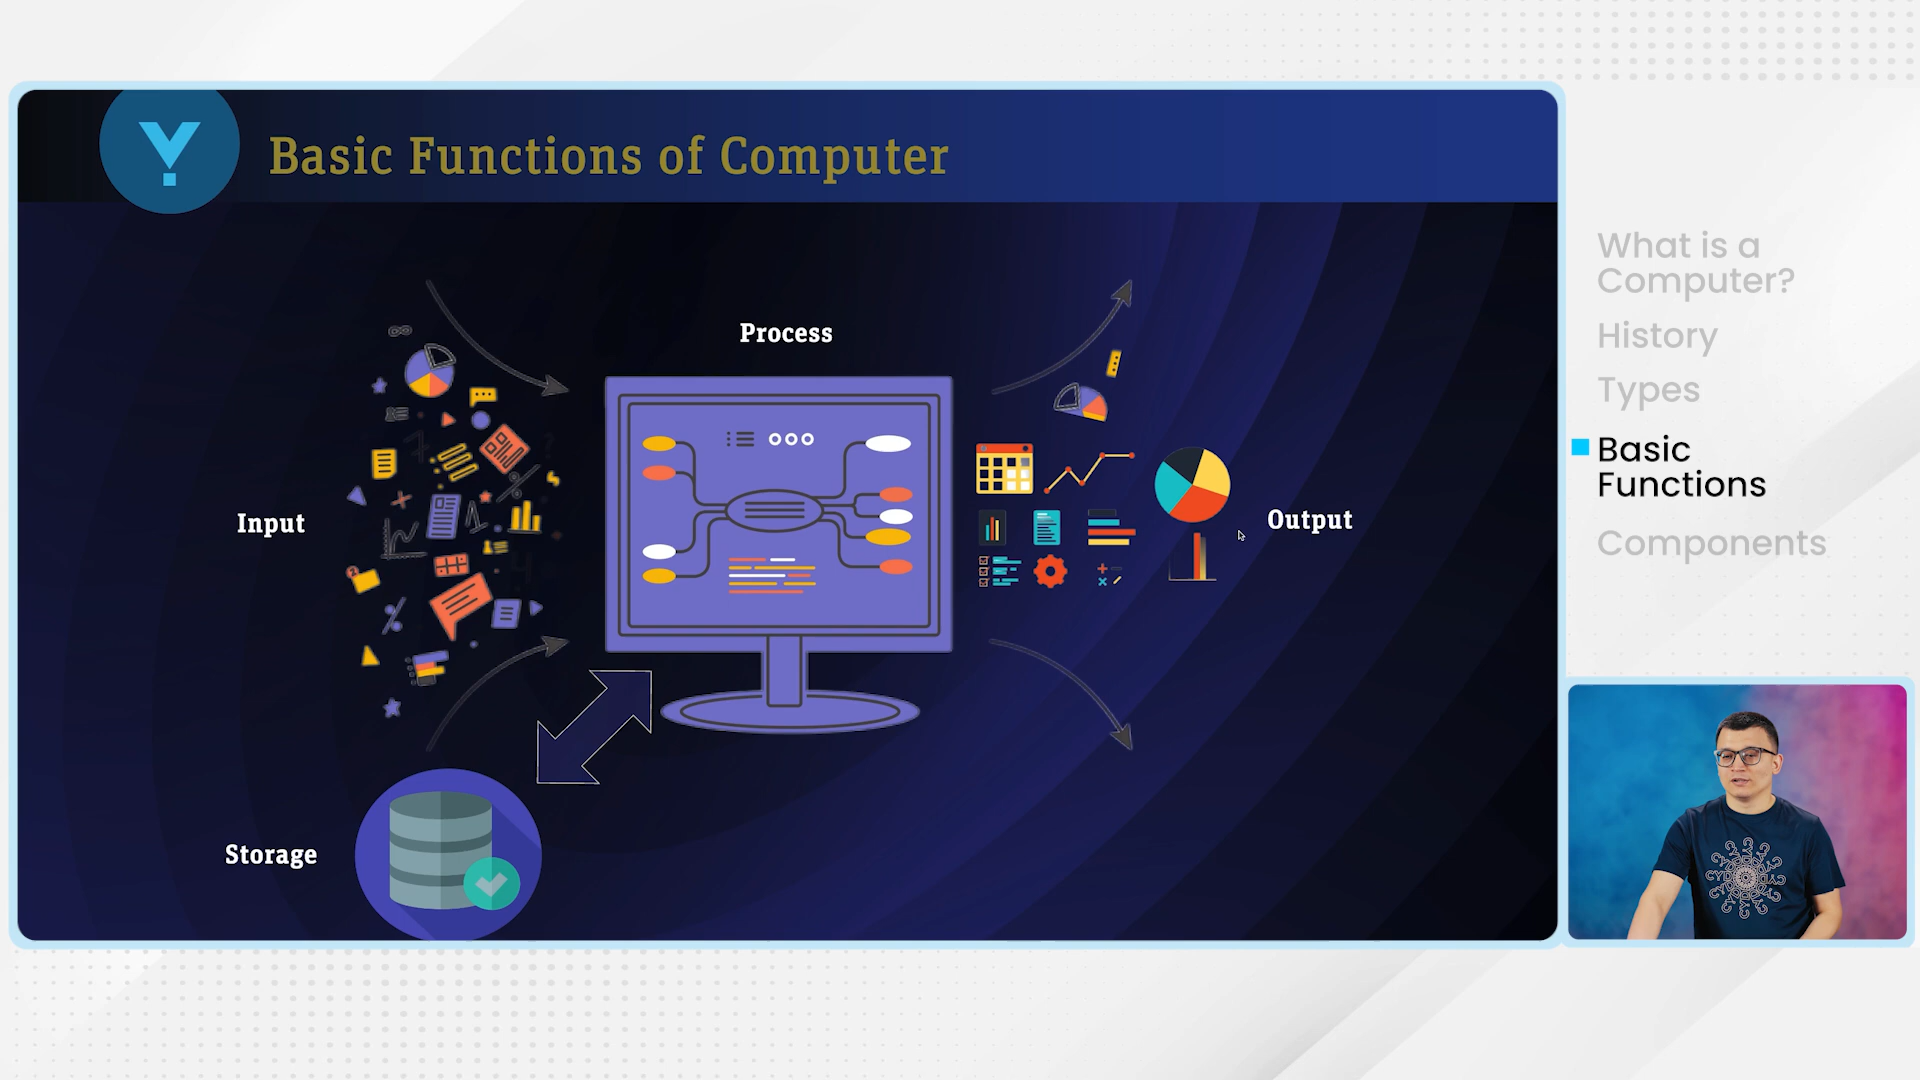 Basic Functions of Computer
Process
Input
Output
Storage
What is a
Computer?
History
Types
Basic
Functions
Components